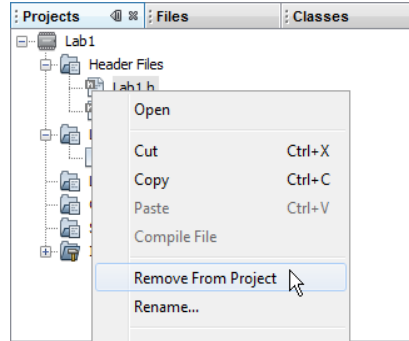 Projects Files Classes
Lab1
Header Files
Lab1.h
Open
Cut Ctrl+X
Copy Ctrl+C
Paste Ctrl+V
Compile File
Remove From Project
Rename...